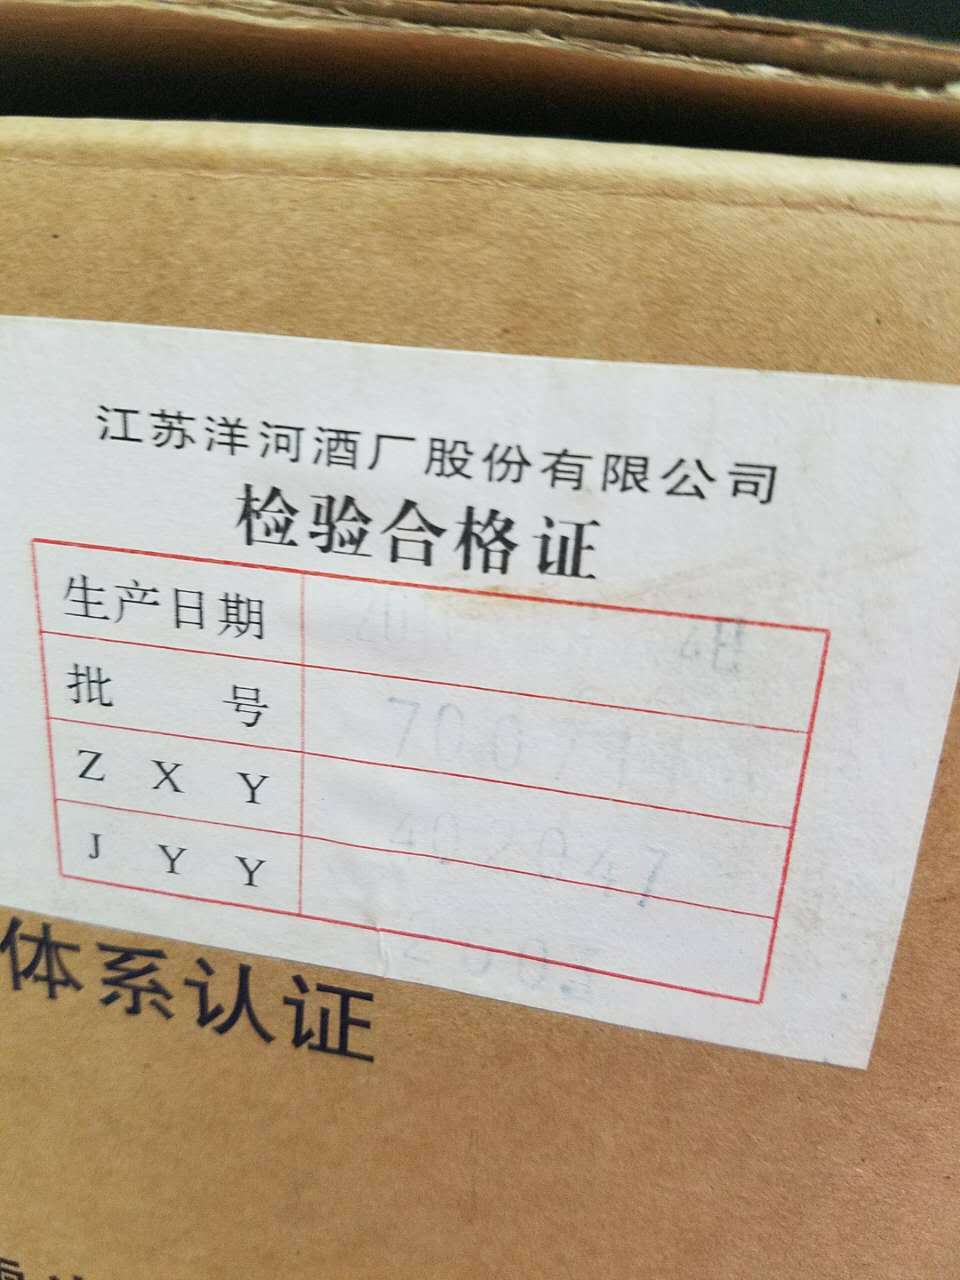 江苏洋河酒厂股份有限公司
检验合格证
生产日期
批号
Z X Y 402047
J Y Y
体系认证